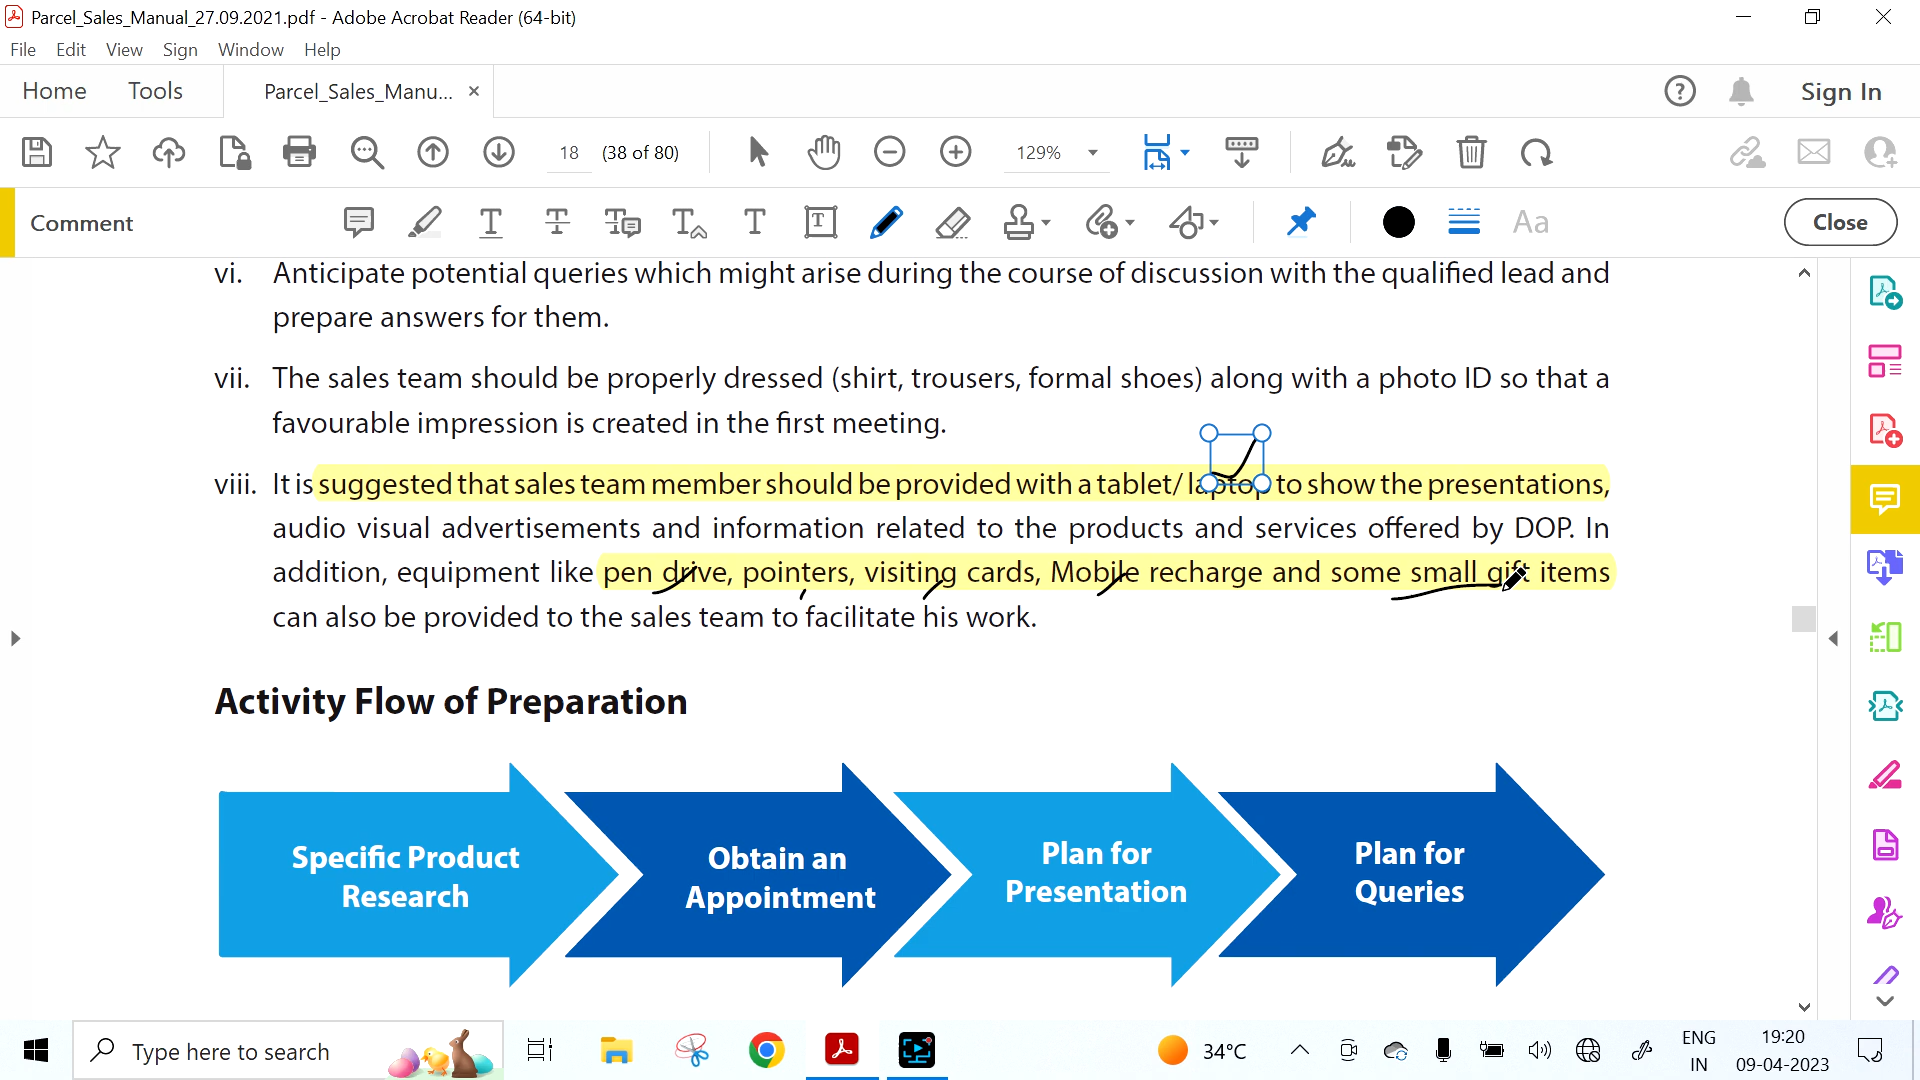 Parcel_Sales_Manual_27.09.2021.pdf - Adobe Acrobat Reader (64-bit)
File Edit View Sign Window Help
Home Tools Parcel_Sales_Manu... × Sign In
18 (38 of 80) 129%
Comment Aa Close
vi. Anticipate potential queries which might arise during the course of discussion with the qualified lead and
prepare answers for them.
vii. The sales team should be properly dressed (shirt, trousers, formal shoes) along with a photo ID so that a
favourable impression is created in the first meeting.
viii. It is suggested that sales team member should be provided with a tablet/ laptop to show the presentations,
audio visual advertisements and information related to the products and services offered by DOP. In
addition, equipment like pen drive, pointers, visiting cards, Mobile recharge and some small gift items
can also be provided to the sales team to facilitate his work.
Activity Flow of Preparation
Specific Product
Research
Obtain an
Appointment
Plan for
Presentation
Plan for
Queries
Type here to search
34°C
ENG
IN
19:20
09-04-2023